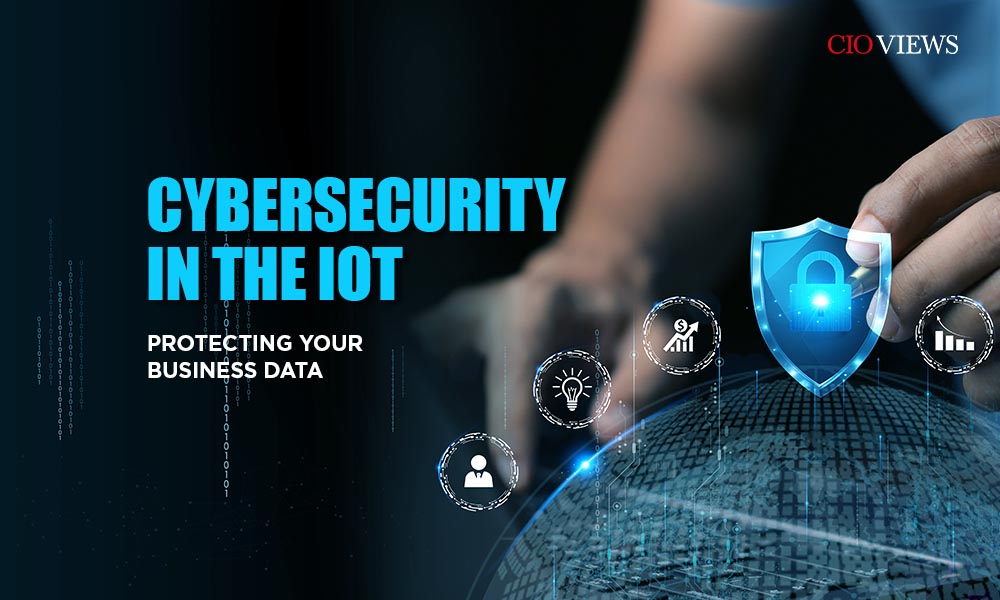 CIO VIEWS
CYBERSECURITY
IN THE IOT
PROTECTING YOUR
BUSINESS DATA
$